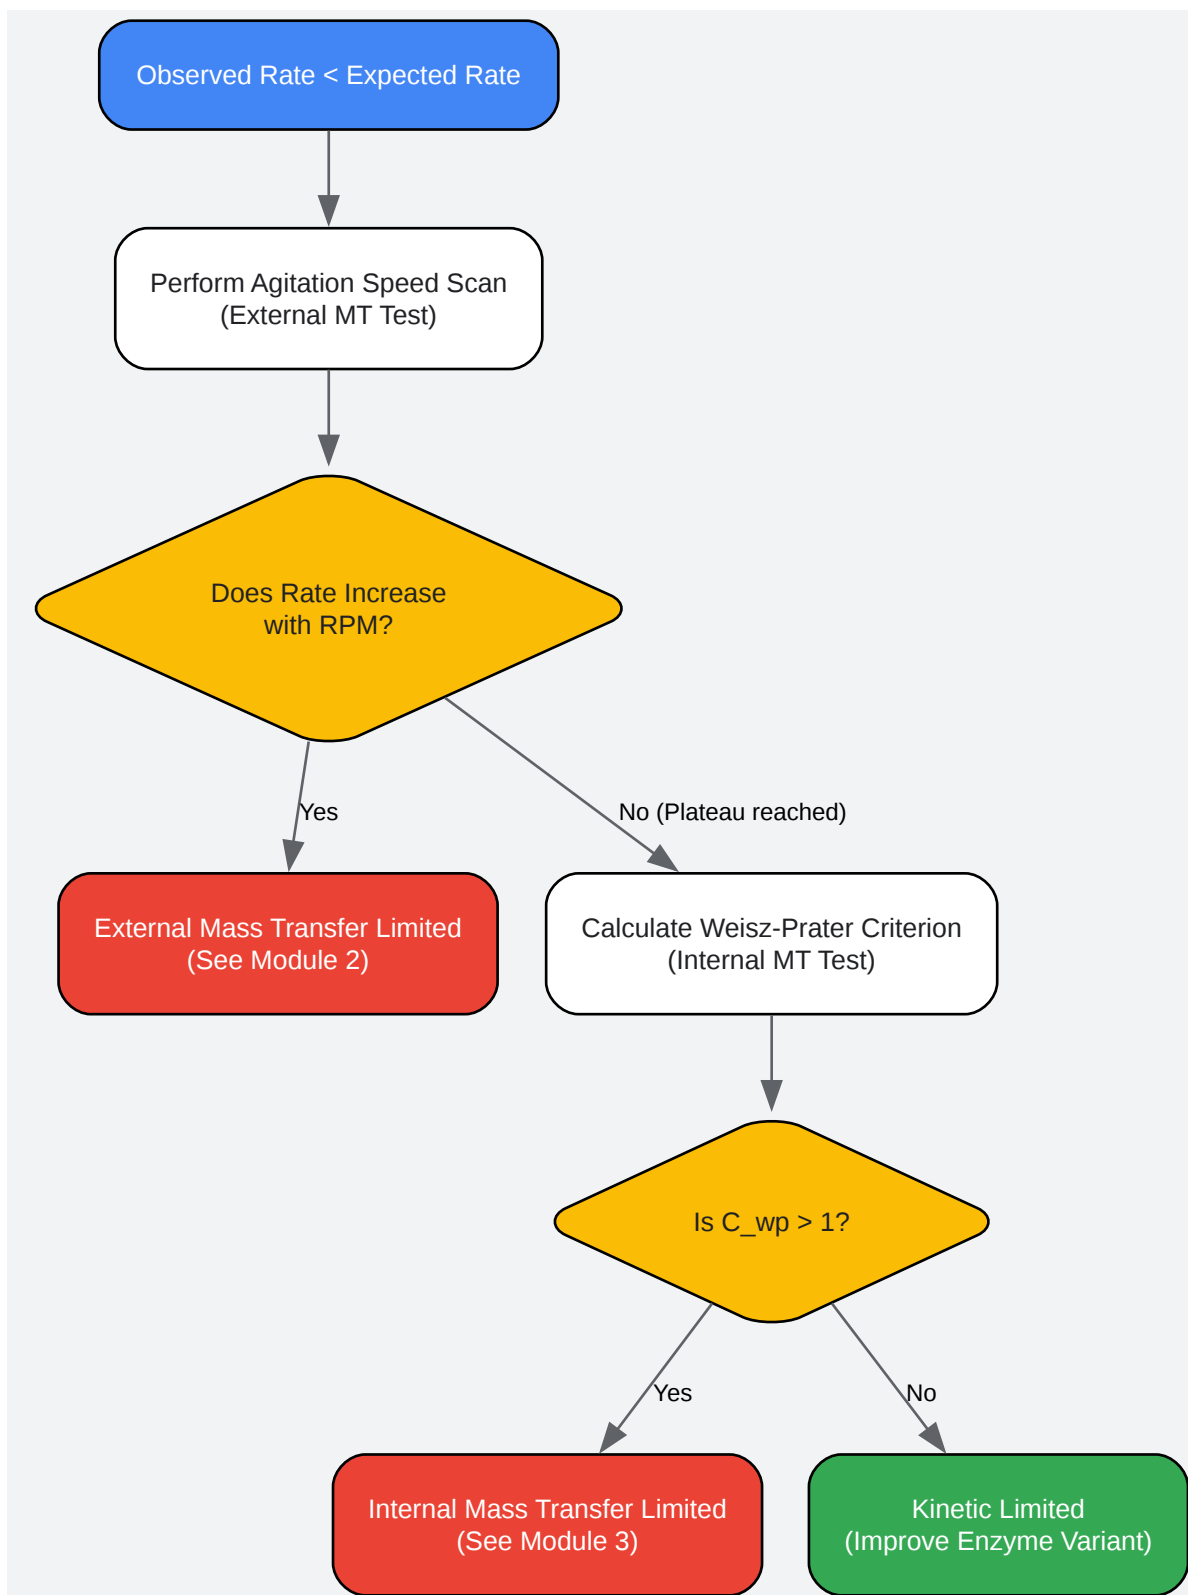 Observed Rate < Expected Rate
Perform Agitation Speed Scan
(External MT Test)
Does Rate Increase
with RPM?
Yes
No (Plateau reached)
External Mass Transfer Limited
(See Module 2)
Calculate Weisz-Prater Criterion
(Internal MT Test)
Is C_wp > 1?
Yes
No
Internal Mass Transfer Limited
(See Module 3)
Kinetic Limited
(Improve Enzyme Variant)